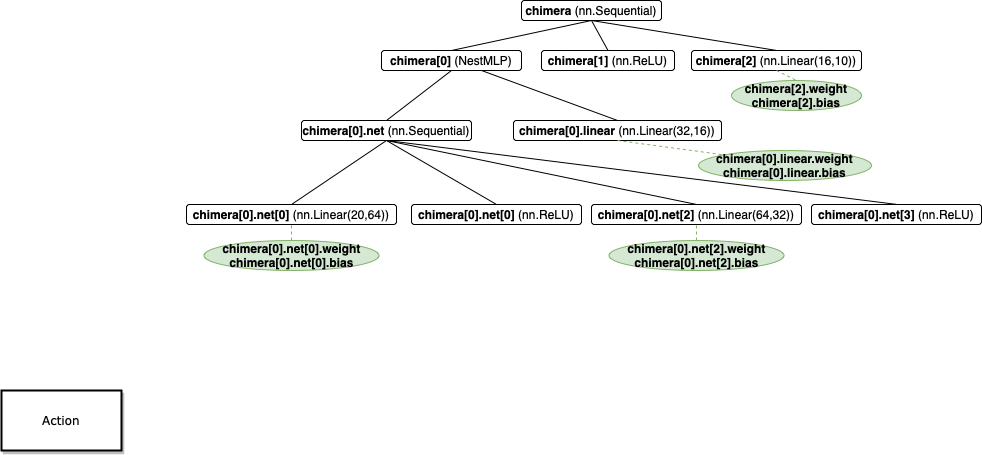 chimera (nn.Sequential)
chimera[0] (NestMLP)
chimera[1] (nn.ReLU)
chimera[2] (nn.Linear(16,10))
chimera[2].weight
chimera[2].bias
chimera[0].net (nn.Sequential)
chimera[0].linear (nn.Linear(32,16))
chimera[0].linear.weight
chimera[0].linear.bias
chimera[0].net[0] (nn.Linear(20,64))
chimera[0].net[0] (nn.ReLU)
chimera[0].net[2] (nn.Linear(64,32))
chimera[0].net[3] (nn.ReLU)
chimera[0].net[0].weight
chimera[0].net[0].bias
chimera[0].net[2].weight
chimera[0].net[2].bias
Action